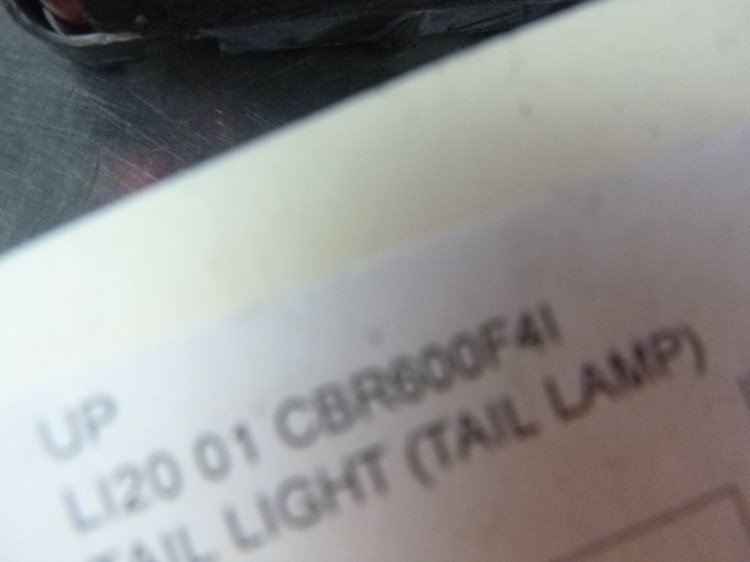 UP
LI20 01 CBR600F4I
TAIL LIGHT (TAIL LAMP)